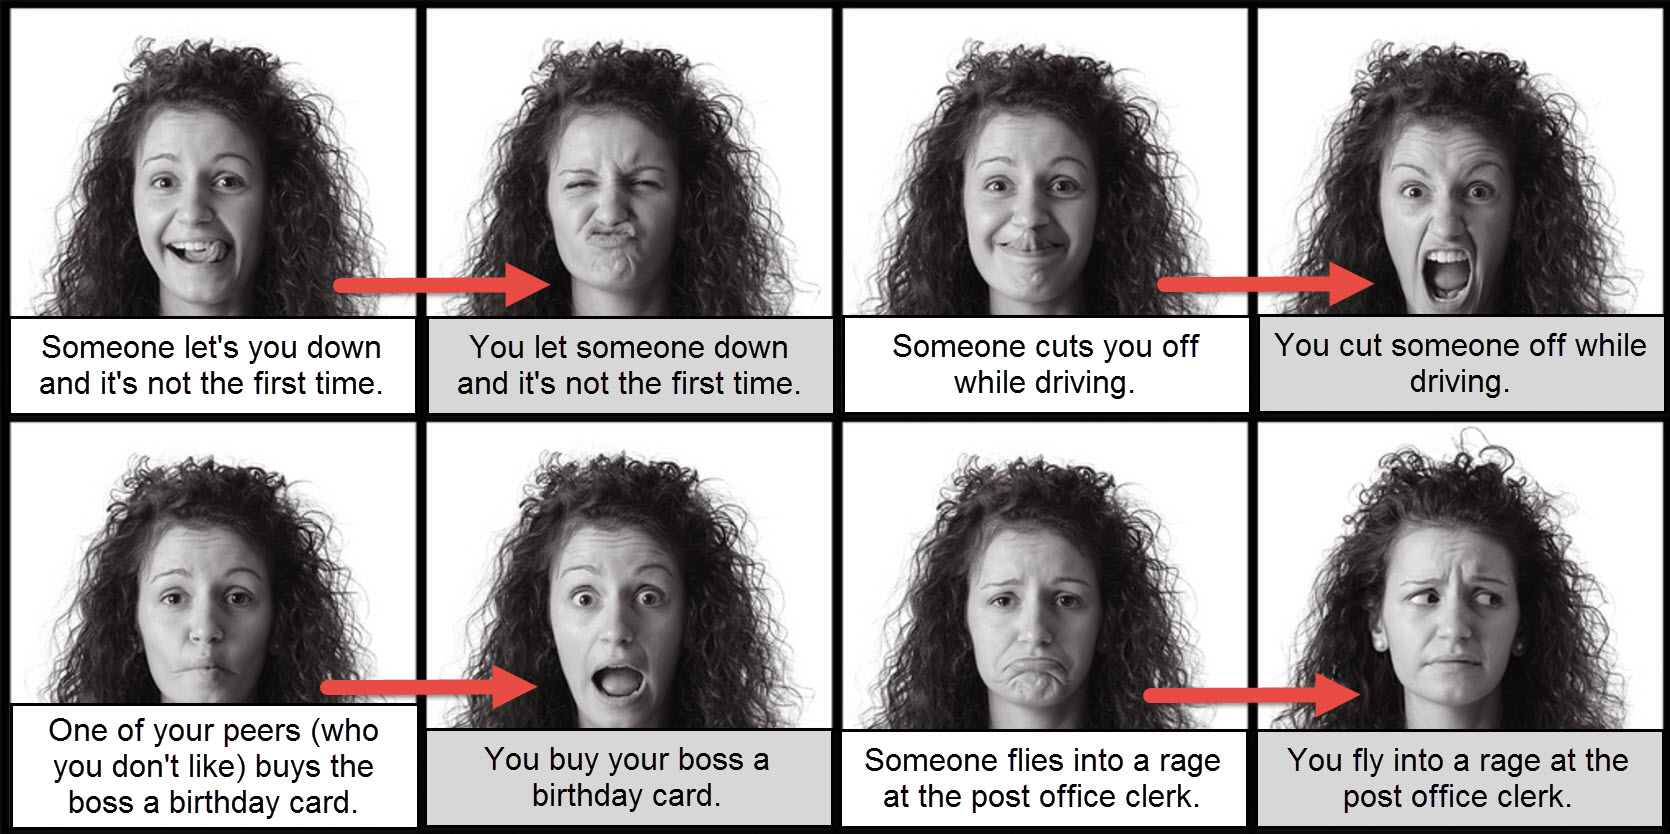 Someone let's you down
and it's not the first time.
You let someone down
and it's not the first time.
Someone cuts you off
while driving.
You cut someone off while
driving.
One of your peers (who
you don't like) buys the
boss a birthday card.
You buy your boss a
birthday card.
Someone flies into a rage
at the post office clerk.
You fly into a rage at the
post office clerk.